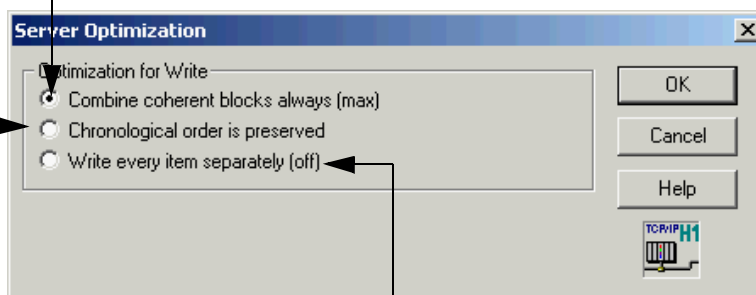 Server Optimization
Optimization for Write
Combine coherent blocks always (max)
Chronological order is preserved
Write every item separately (off)
OK
Cancel
Help
TCP/IP H1